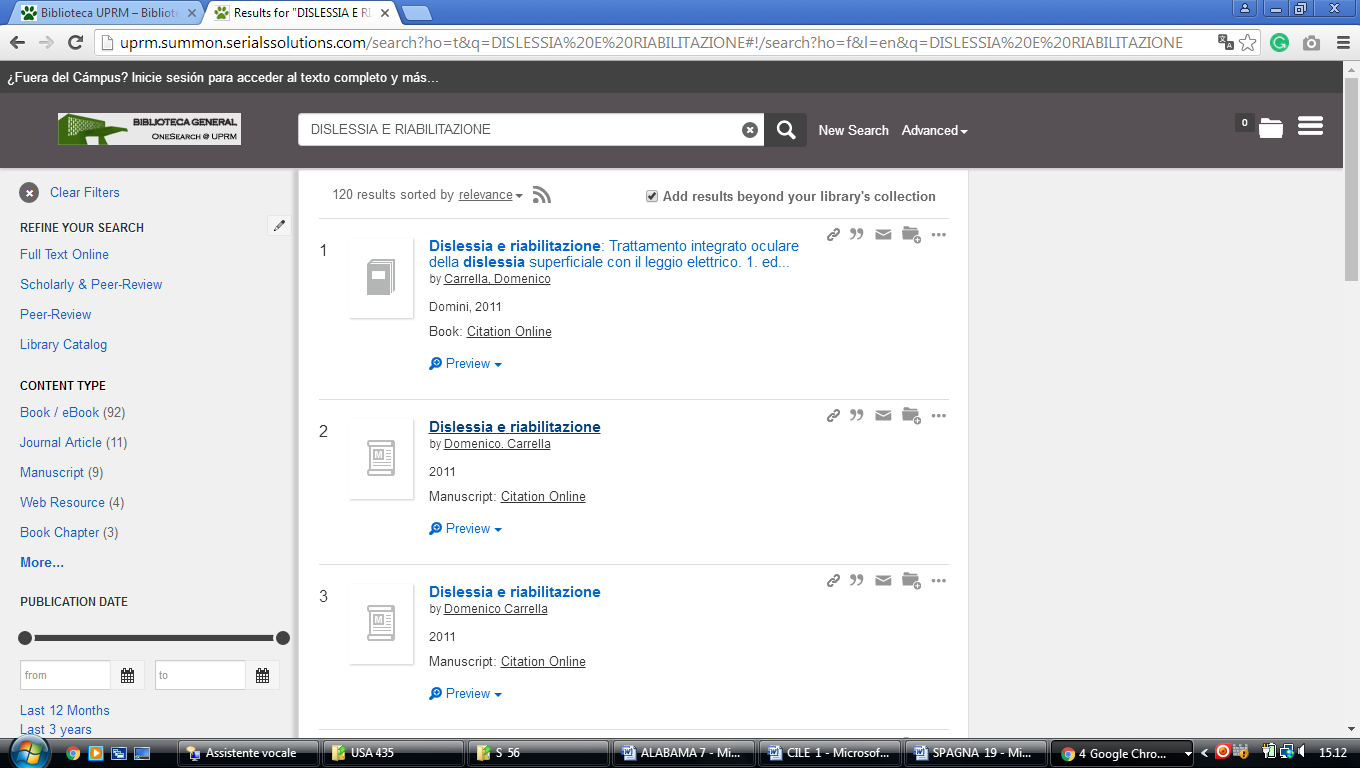 Biblioteca UPRM – Bibliote
Results for "DISLESSIA E RI
uprm.summon.serialssolutions.com/search?ho=t&q=DISLESSIA%20E%20RIABILITAZIONE#!/search?ho=f&l=en&q=DISLESSIA%20E%20RIABILITAZIONE
¿Fuera del Cámpus? Inicie sesión para acceder al texto completo y más...
BIBLIOTECA GENERAL
ONESEARCH @ UPRM
DISLESSIA E RIABILITAZIONE
New Search
Advanced
0
Clear Filters
REFINE YOUR SEARCH
Full Text Online
Scholarly & Peer-Review
Peer-Review
Library Catalog
CONTENT TYPE
Book / eBook (92)
Journal Article (11)
Manuscript (9)
Web Resource (4)
Book Chapter (3)
More...
PUBLICATION DATE
from
to
Last 12 Months
Last 3 years
120 results sorted by relevance
Add results beyond your library's collection
1
Dislessia e riabilitazione: Trattamento integrato oculare
della dislessia superficiale con il leggio elettrico. 1. ed...
by Carrella, Domenico
Domini, 2011
Book: Citation Online
Preview
2
Dislessia e riabilitazione
by Domenico. Carrella
2011
Manuscript: Citation Online
Preview
3
Dislessia e riabilitazione
by Domenico Carrella
2011
Manuscript: Citation Online
Preview
Assistente vocale
USA 435
S 56
ALABAMA 7 - Mi...
CILE 1 - Microsof...
SPAGNA 19 - Mi...
4 Google Chro...
15.12